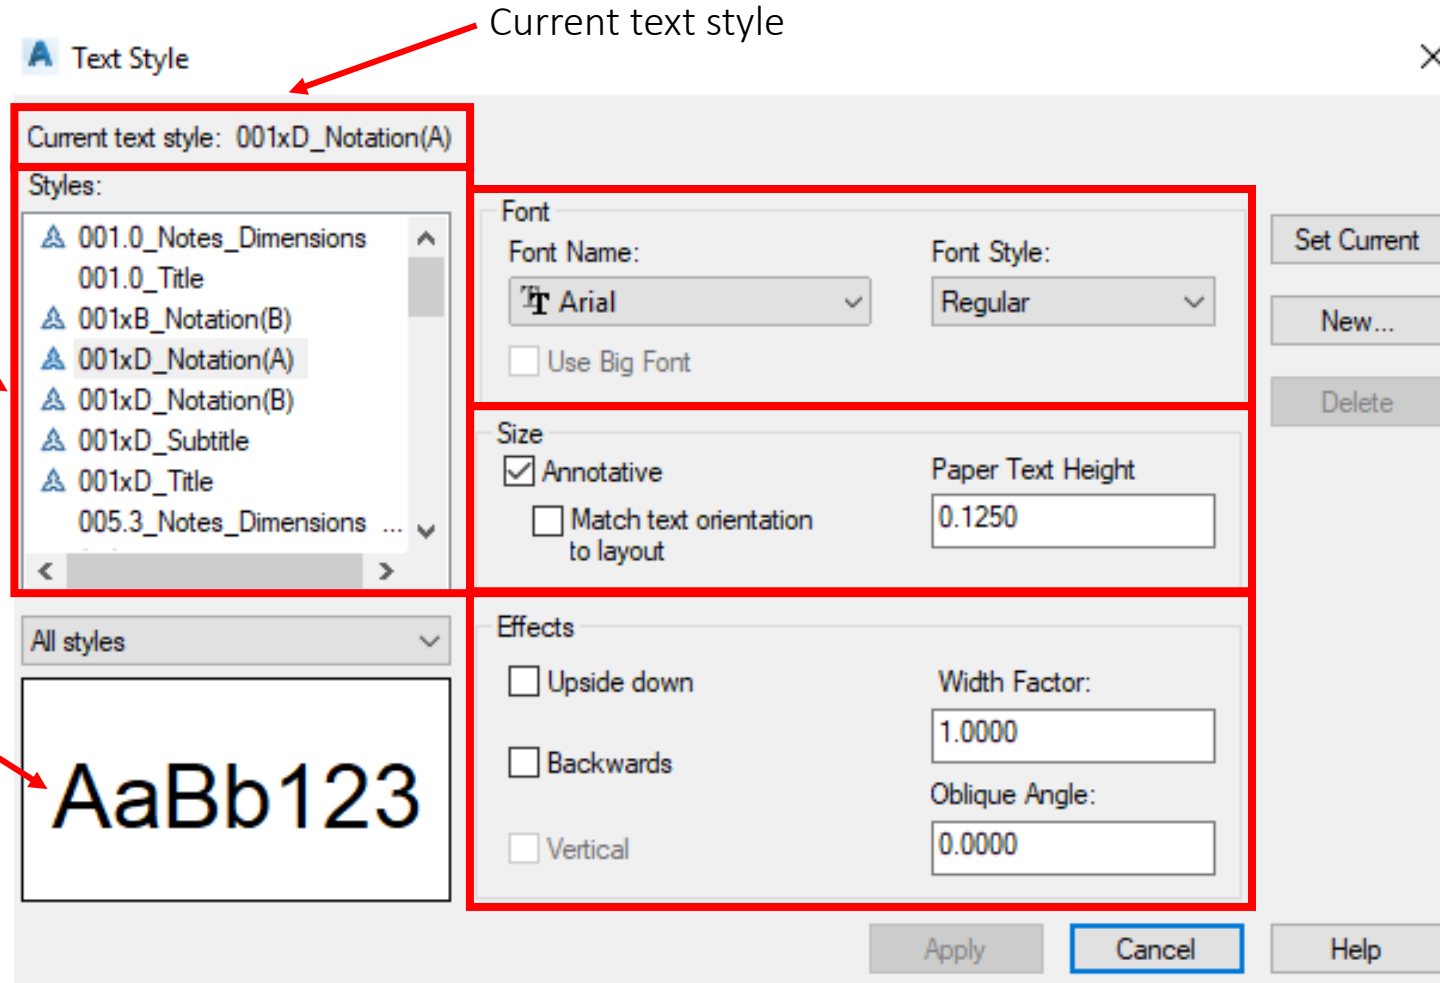 Current text style
Text Style
Current text style: 001xD_Notation(A)
Styles:
001.0_Notes_Dimensions
001.0_Title
001xB_Notation(B)
001xD_Notation(A)
001xD_Notation(B)
001xD_Subtitle
001xD_Title
005.3_Notes_Dimensions ...
All styles
AaBb123
Font
Font Name:
Font Style:
Arial
Regular
Use Big Font
Size
Annotative
Paper Text Height
Match text orientation
to layout
0.1250
Effects
Upside down
Width Factor:
1.0000
Backwards
Oblique Angle:
0.0000
Vertical
Set Current
New...
Delete
Apply
Cancel
Help